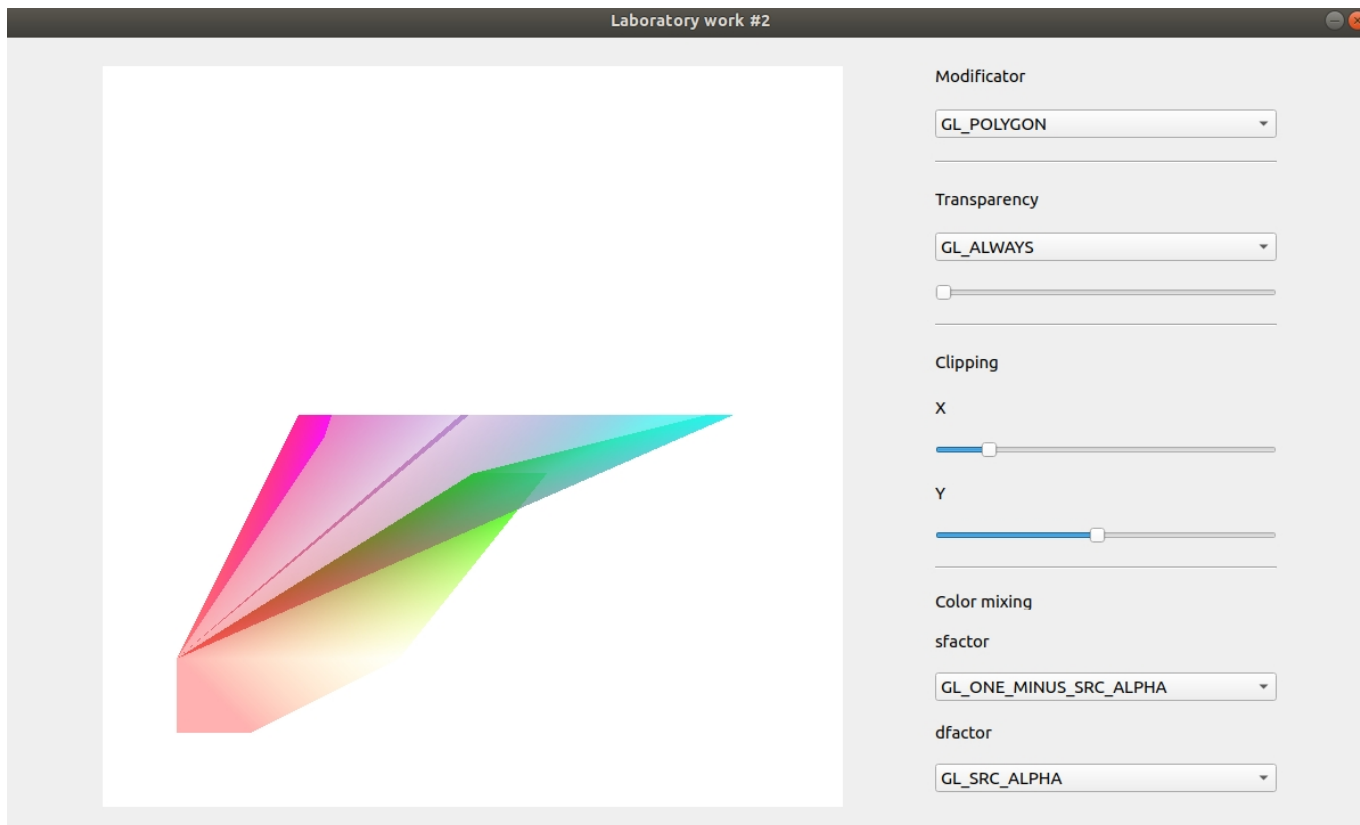 Laboratory work #2
Modificator
GL_POLYGON
Transparency
GL_ALWAYS
Clipping
X
Y
Color mixing
sfactor
GL_ONE_MINUS_SRC_ALPHA
dfactor
GL_SRC_ALPHA